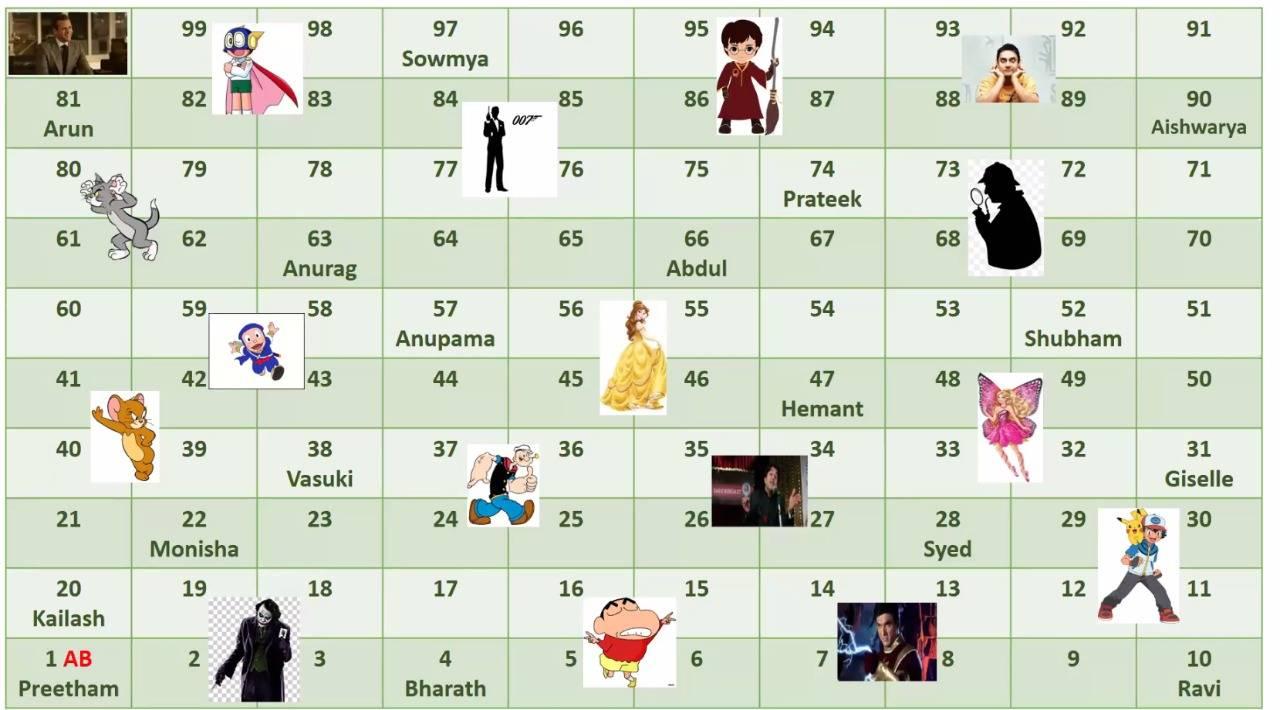 99 98 97 96 95 94 93 92 91
Sowmya
81 82 83 84 85 86 87 88 89 90
Arun Aishwarya
007
80 79 78 77 76 75 74 73 72 71
Prateek
61 62 63 64 65 66 67 68 69 70
Anurag Abdul
60 59 58 57 56 55 54 53 52 51
Anupama Shubham
41 42 43 44 45 46 47 48 49 50
Hemant
40 39 38 37 36 35 34 33 32 31
Vasuki Giselle
21 22 23 24 25 26 27 28 29 30
Monisha Syed
20 19 18 17 16 15 14 13 12 11
Kailash
1 AB 2 3 4 5 6 7 8 9 10
Preetham Bharath Ravi